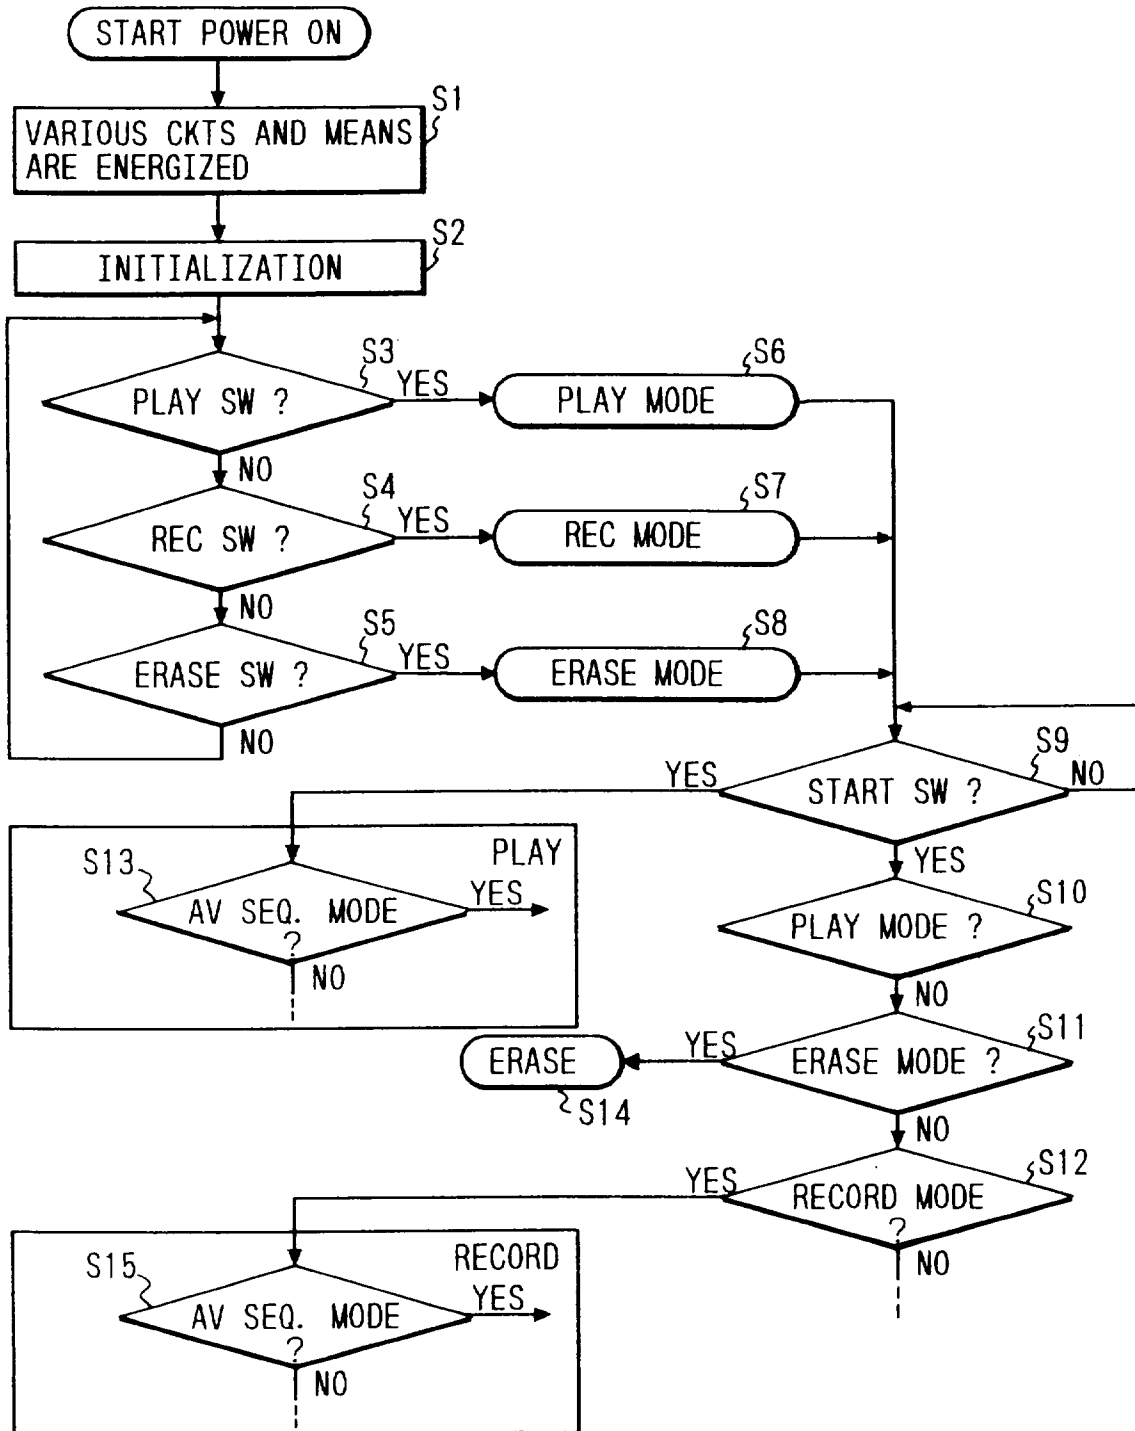 START POWER ON
S1
VARIOUS CKTS AND MEANS
ARE ENERGIZED
S2
INITIALIZATION
S3
PLAY SW ?
YES
S6
PLAY MODE
NO
S4
REC SW ?
YES
S7
REC MODE
NO
S5
ERASE SW ?
YES
S8
ERASE MODE
NO
S9
YES
START SW ?
NO
PLAY
S13
AV SEQ. MODE
?
YES
NO
YES
S10
PLAY MODE ?
NO
S11
ERASE
YES
ERASE MODE ?
S14
NO
S12
YES
RECORD MODE
?
NO
RECORD
S15
AV SEQ. MODE
?
YES
NO